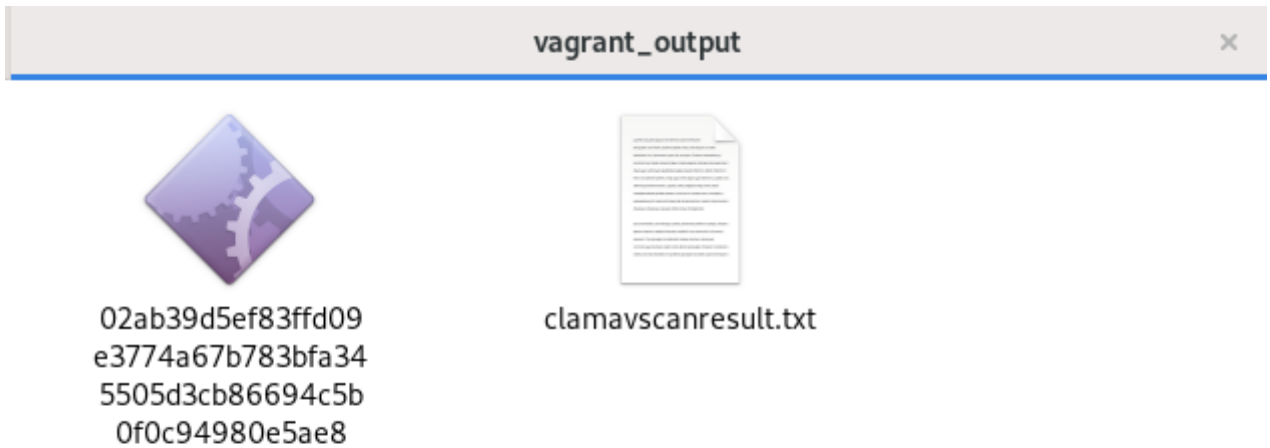 vagrant_output
02ab39d5ef83ffd09
e3774a67b783bfa34
5505d3cb86694c5b
0f0c94980e5ae8
clamavscanresult.txt